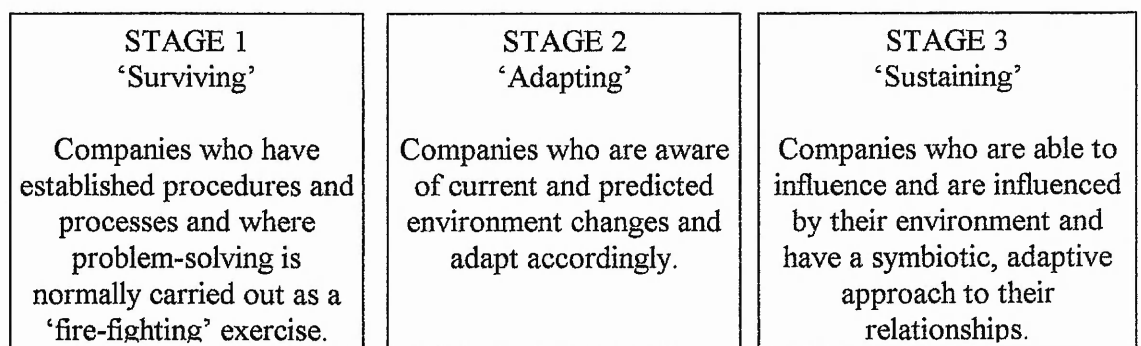 STAGE 1
‘Surviving’
Companies who have
established procedures and
processes and where
problem-solving is
normally carried out as a
‘fire-fighting’ exercise.
STAGE 2
‘Adapting’
Companies who are aware
of current and predicted
environment changes and
adapt accordingly.
STAGE 3
‘Sustaining’
Companies who are able to
influence and are influenced
by their environment and
have a symbiotic, adaptive
approach to their
relationships.